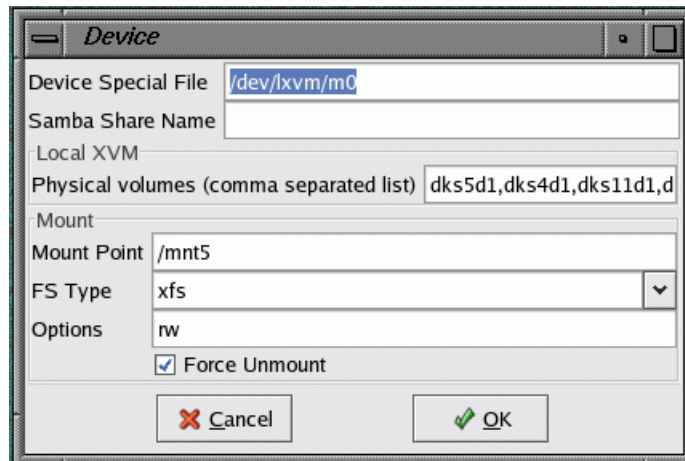 Device
Device Special File /dev/lxvm/m0
Samba Share Name
Local XVM
Physical volumes (comma separated list) dks5d1,dks4d1,dks11d1,d
Mount
Mount Point /mnt5
FS Type xfs
Options rw
Force Unmount
Cancel OK